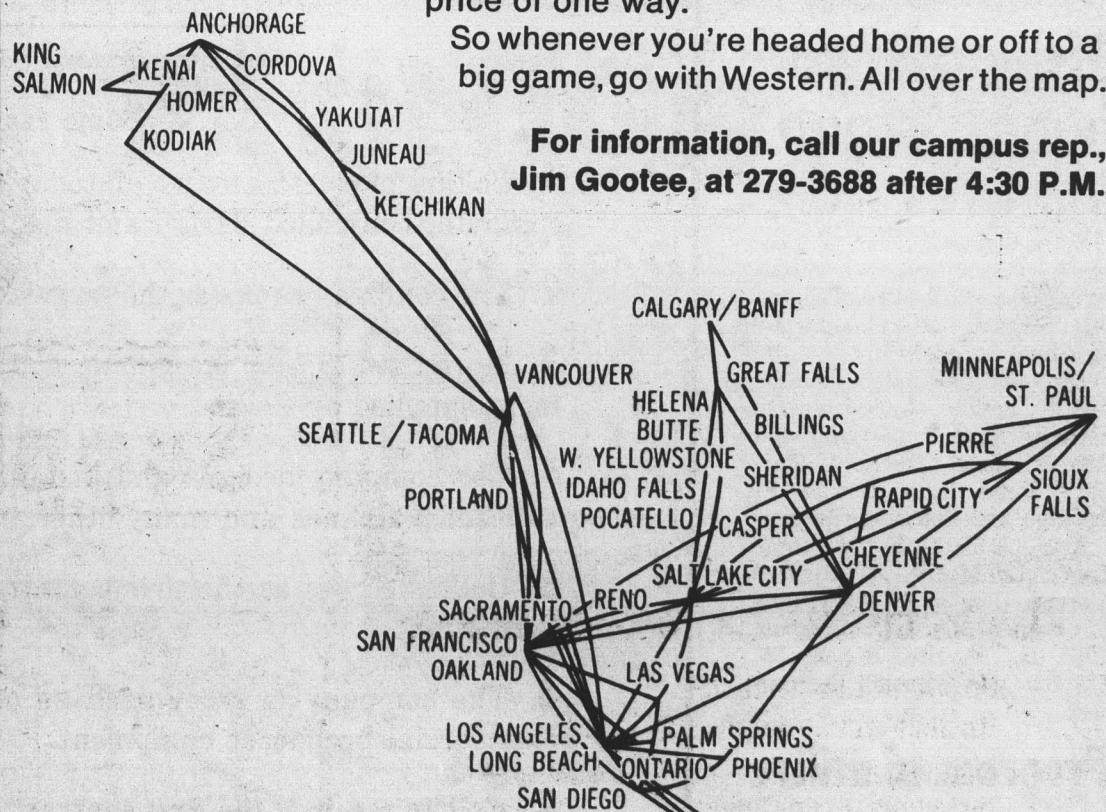 price of one way.
So whenever you're headed home or off to a
big game, go with Western. All over the map.
For information, call our campus rep.,
Jim Gootee, at 279-3688 after 4:30 P.M.
ANCHORAGE
KING
SALMON
KENAI
CORDOVA
HOMER
KODIAK
YAKUTAT
JUNEAU
KETCHIKAN
CALGARY/BANFF
VANCOUVER
GREAT FALLS
MINNEAPOLIS/
ST. PAUL
HELENA
BUTTE
BILLINGS
SEATTLE/TACOMA
PIERRE
W. YELLOWSTONE
SHERIDAN
IDAHO FALLS
SIOUX
FALLS
PORTLAND
RAPID CITY
POCATELLO
CASPER
CHEYENNE
SALT LAKE CITY
SACRAMENTO
RENO
DENVER
SAN FRANCISCO
OAKLAND
LAS VEGAS
LOS ANGELES
PALM SPRINGS
LONG BEACH
ONTARIO
PHOENIX
SAN DIEGO